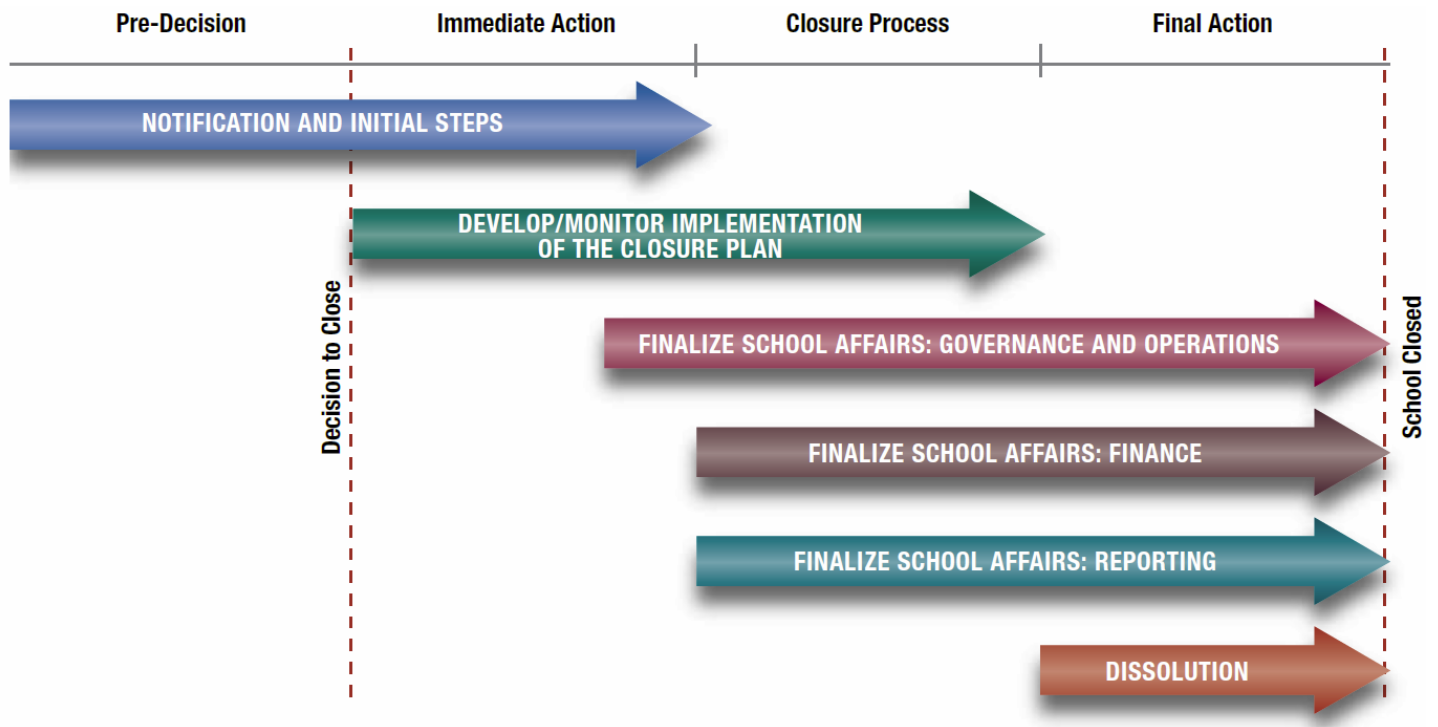 Pre-Decision
Immediate Action
Closure Process
Final Action
NOTIFICATION AND INITIAL STEPS
DEVELOP/MONITOR IMPLEMENTATION
OF THE CLOSURE PLAN
Decision to Close
FINALIZE SCHOOL AFFAIRS: GOVERNANCE AND OPERATIONS
School Closed
FINALIZE SCHOOL AFFAIRS: FINANCE
FINALIZE SCHOOL AFFAIRS: REPORTING
DISSOLUTION